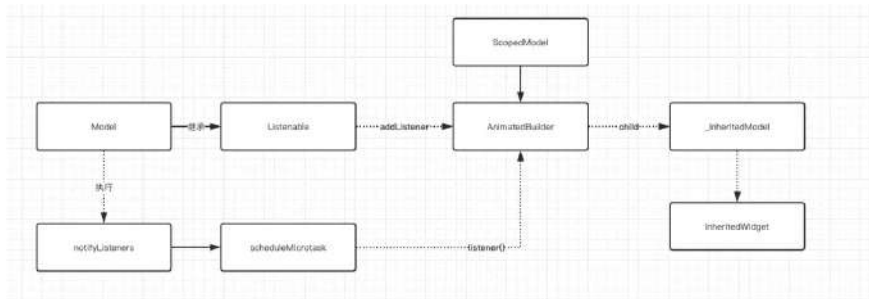 ScopedModel
Model
继承
Listenable
addListener
AnimatedBuilder
child
_InheritedModel
执行
notifyListeners
scheduleMicrotask
listener()
InheritedWidget